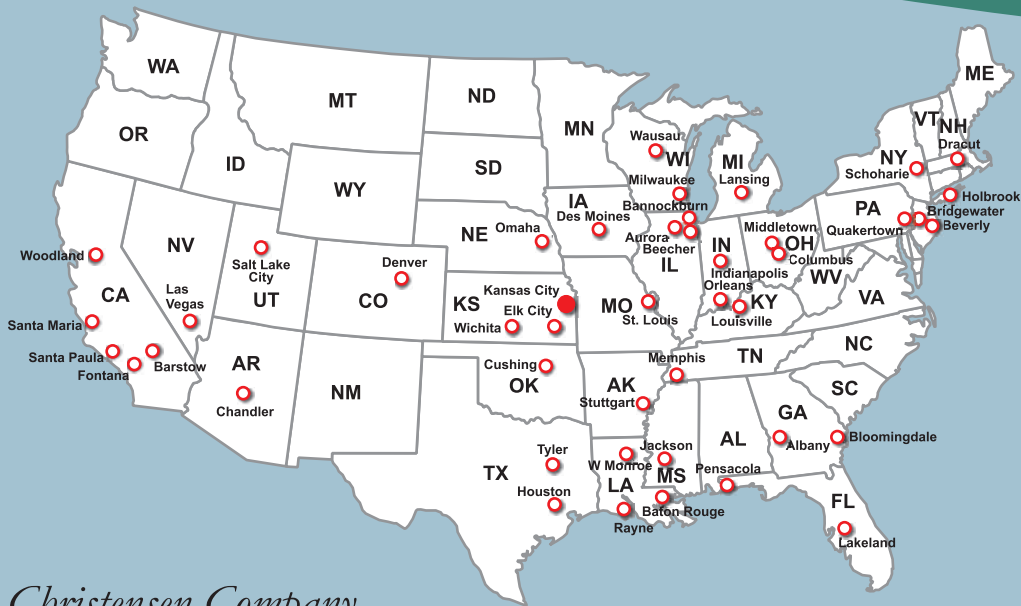 WA
MT
ND
MN
ME
VT
NH
Dracut
OR
ID
SD
Wausau
WI
MI
Lansing
NY
Schoharie
WY
Milwaukee
Bannockburn
Holbrook
IA
Des Moines
NE
Omaha
PA
Bridgewater
Quakertown
Beverly
Middletown
OH
Columbus
Aurora
Beecher
IN
Indianapolis
IL
Woodland
NV
Salt Lake
City
UT
Denver
CO
WV
VA
CA
Las
Vegas
KS
Kansas City
Elk City
Wichita
MO
St. Louis
Orleans
KY
Louisville
Santa Maria
Santa Paula
Fontana
Barstow
AR
Chandler
NM
Cushing
OK
AK
Stuttgart
Memphis
TN
NC
SC
GA
Albany
Bloomingdale
AL
Tyler
TX
Houston
W Monroe
LA
Jackson
MS
Pensacola
Baton Rouge
Rayne
FL
Lakeland
Christensen Company